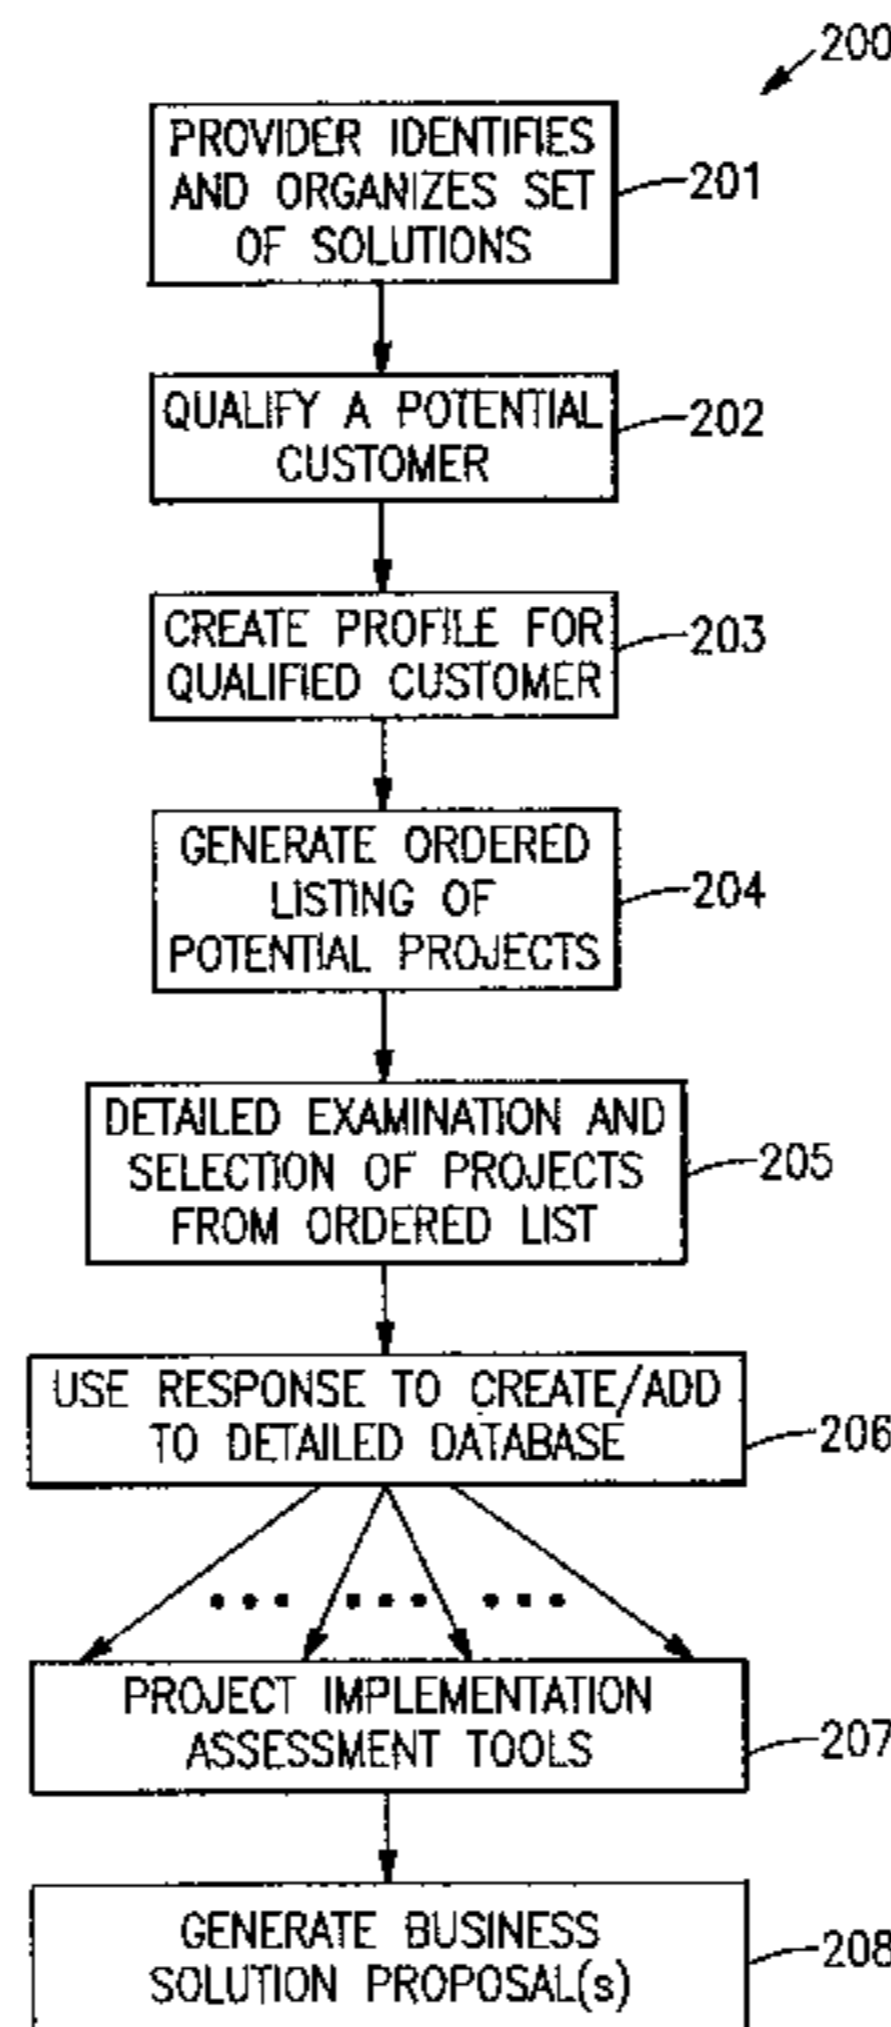 200
PROVIDER IDENTIFIES
AND ORGANIZES SET
OF SOLUTIONS
201
QUALIFY A POTENTIAL
CUSTOMER
202
CREATE PROFILE FOR
QUALIFIED CUSTOMER
203
GENERATE ORDERED
LISTING OF
POTENTIAL PROJECTS
204
DETAILED EXAMINATION AND
SELECTION OF PROJECTS
FROM ORDERED LIST
205
USE RESPONSE TO CREATE/ADD
TO DETAILED DATABASE
206
PROJECT IMPLEMENTATION
ASSESSMENT TOOLS
207
GENERATE BUSINESS
SOLUTION PROPOSAL(s)
208